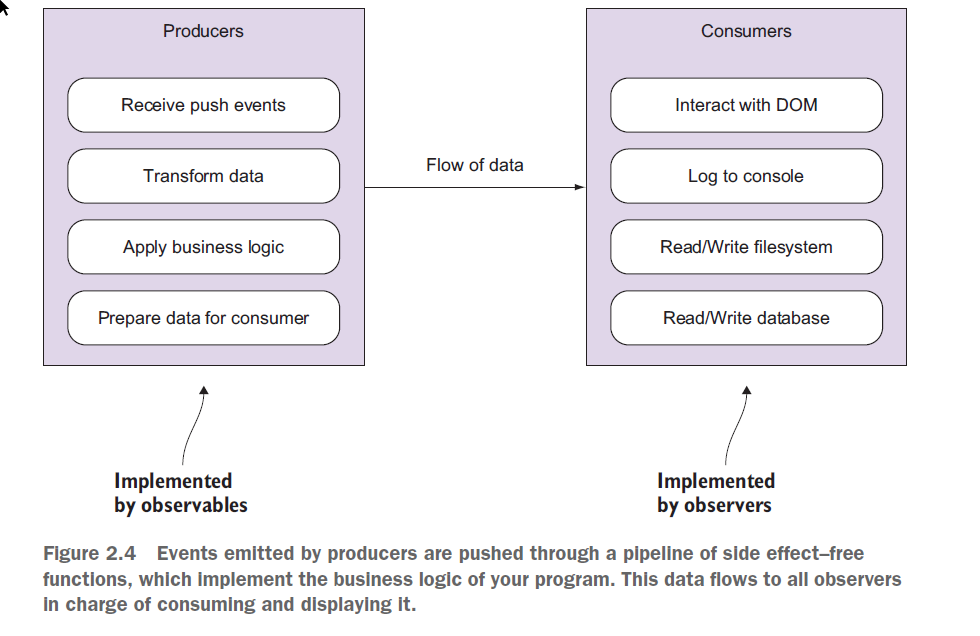 Producers
Receive push events
Transform data
Apply business logic
Prepare data for consumer
Flow of data
Consumers
Interact with DOM
Log to console
Read/Write filesystem
Read/Write database
Implemented
by observables
Implemented
by observers
Figure 2.4 Events emitted by producers are pushed through a pipeline of side effect–free
functions, which implement the business logic of your program. This data flows to all observers
in charge of consuming and displaying it.